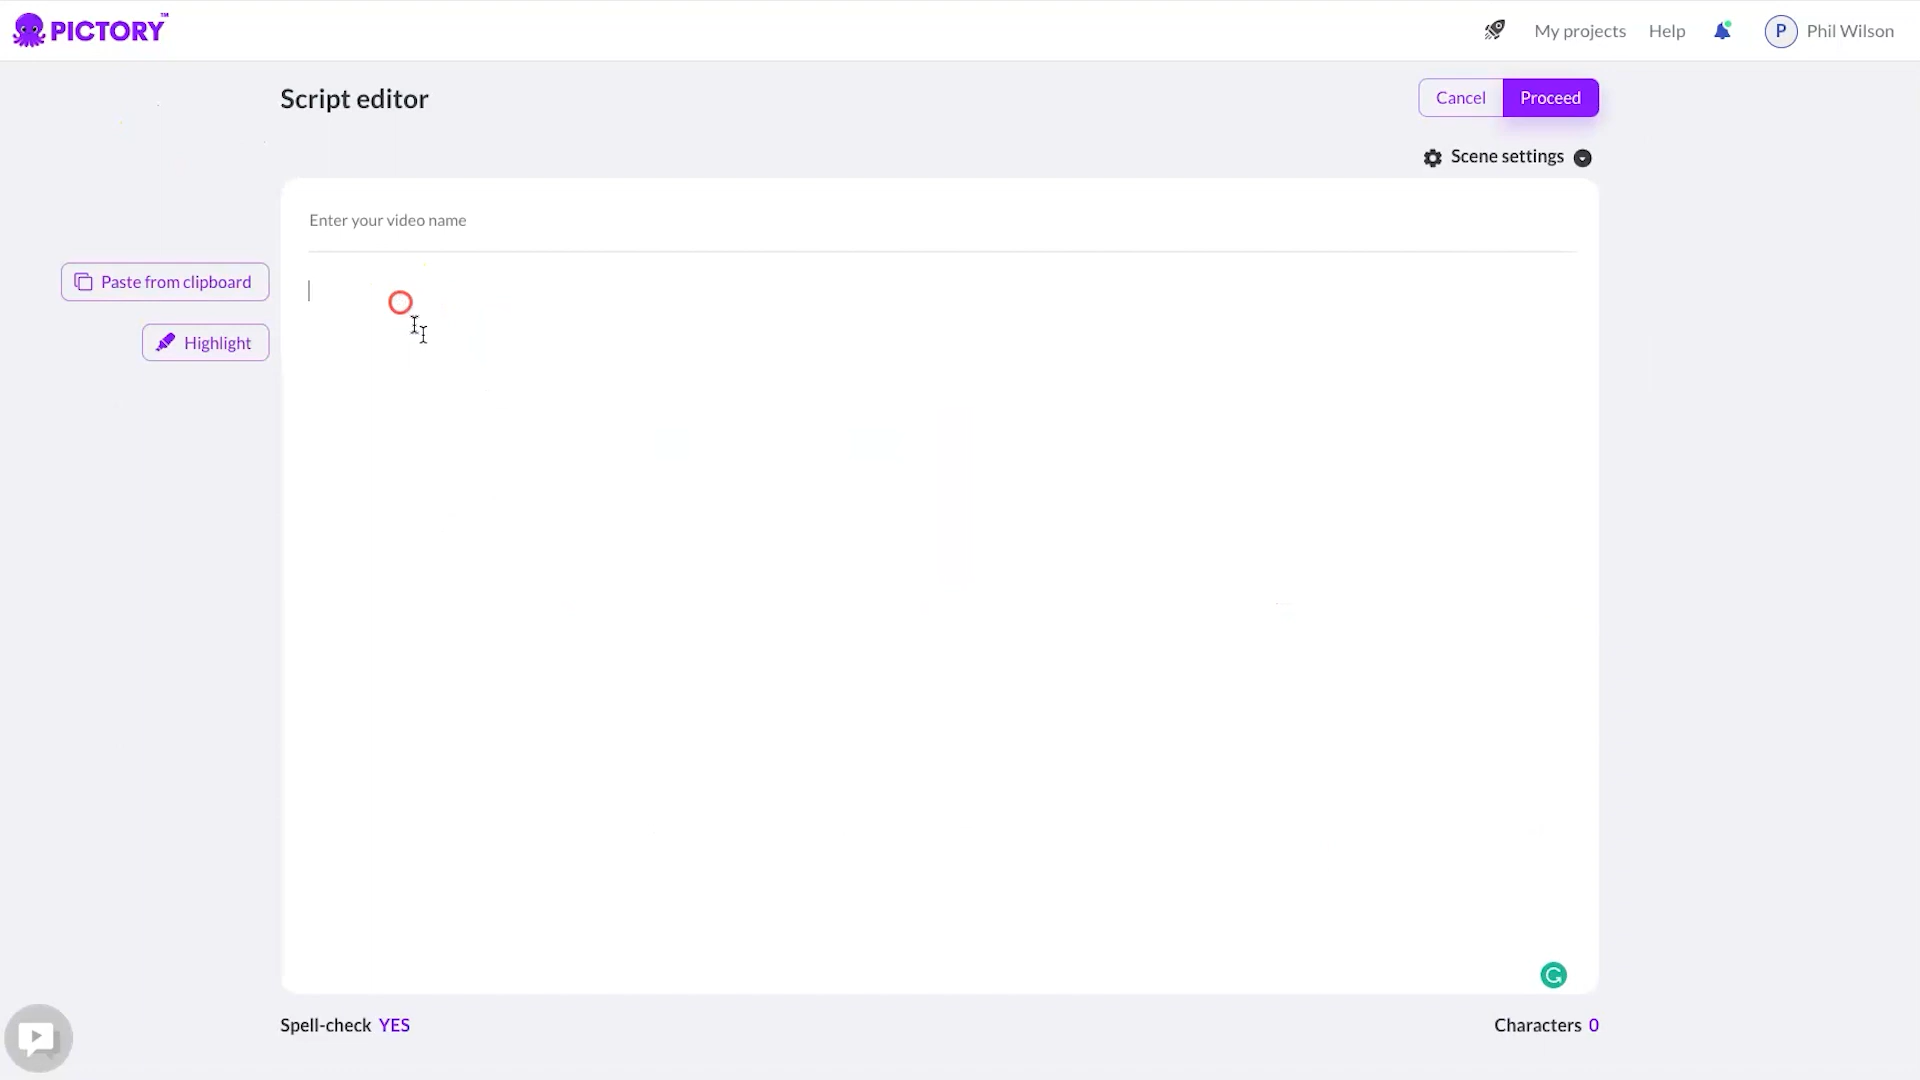 PICTORY™
My projects
Help
P
Phil Wilson
Script editor
Cancel
Proceed
Scene settings
Enter your video name
Paste from clipboard
Highlight
Spell-check YES
Characters 0